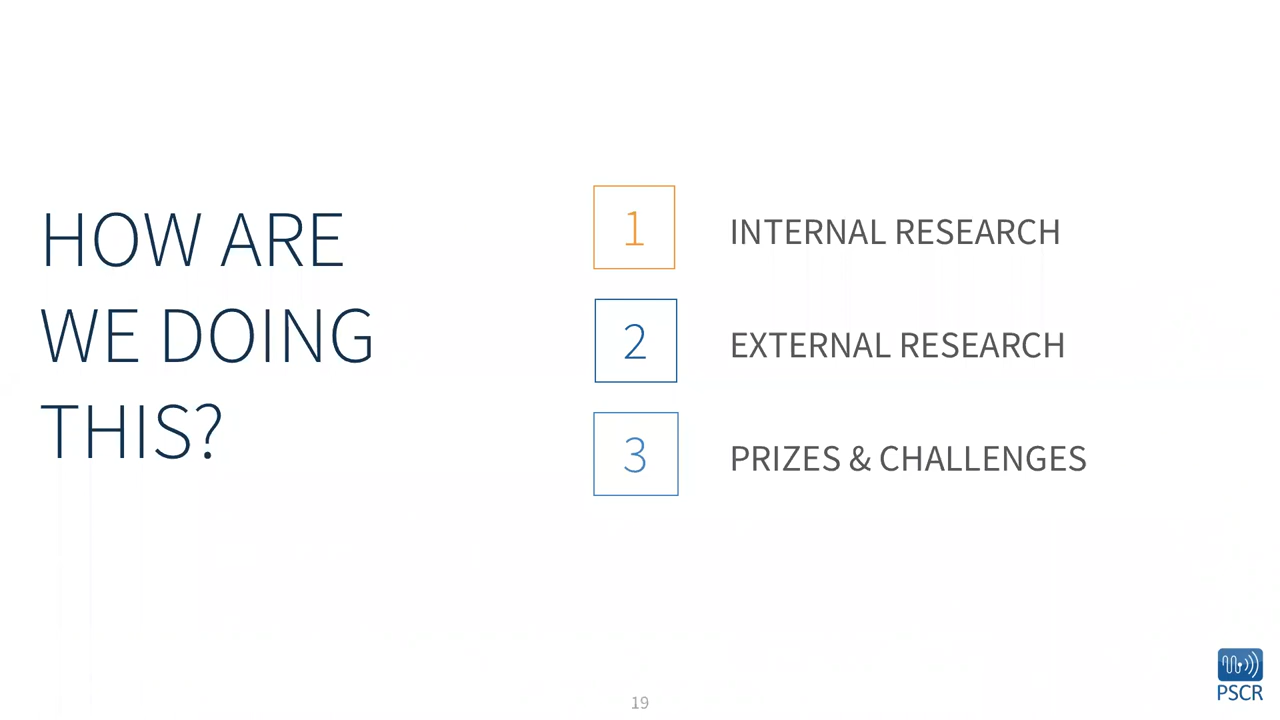 HOW ARE
WE DOING
THIS?
1 INTERNAL RESEARCH
2 EXTERNAL RESEARCH
3 PRIZES & CHALLENGES
19
PSCR